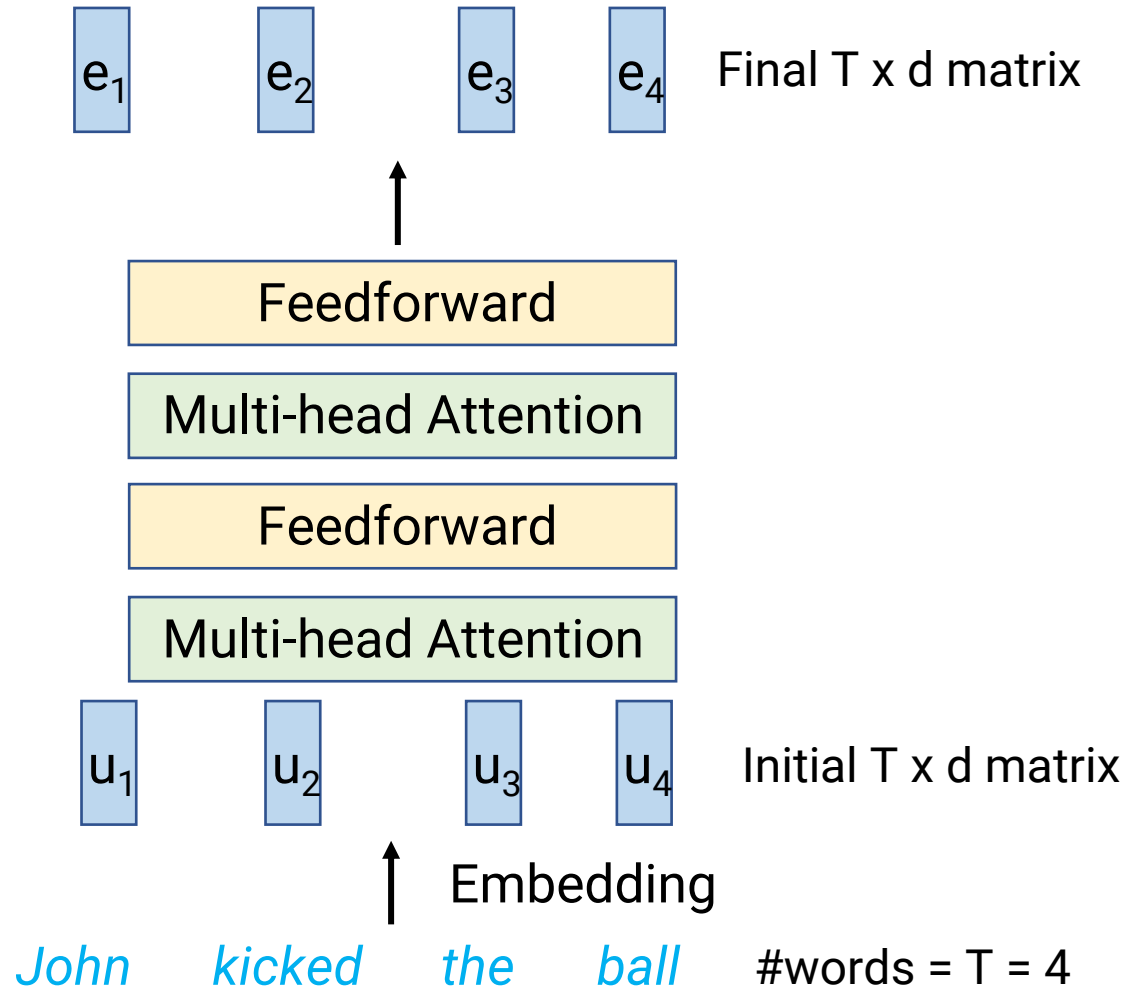 e₁ e₂ e₃ e₄ Final T x d matrix
Feedforward
Multi-head Attention
Feedforward
Multi-head Attention
u₁ u₂ u₃ u₄ Initial T x d matrix
Embedding
John kicked the ball #words = T = 4